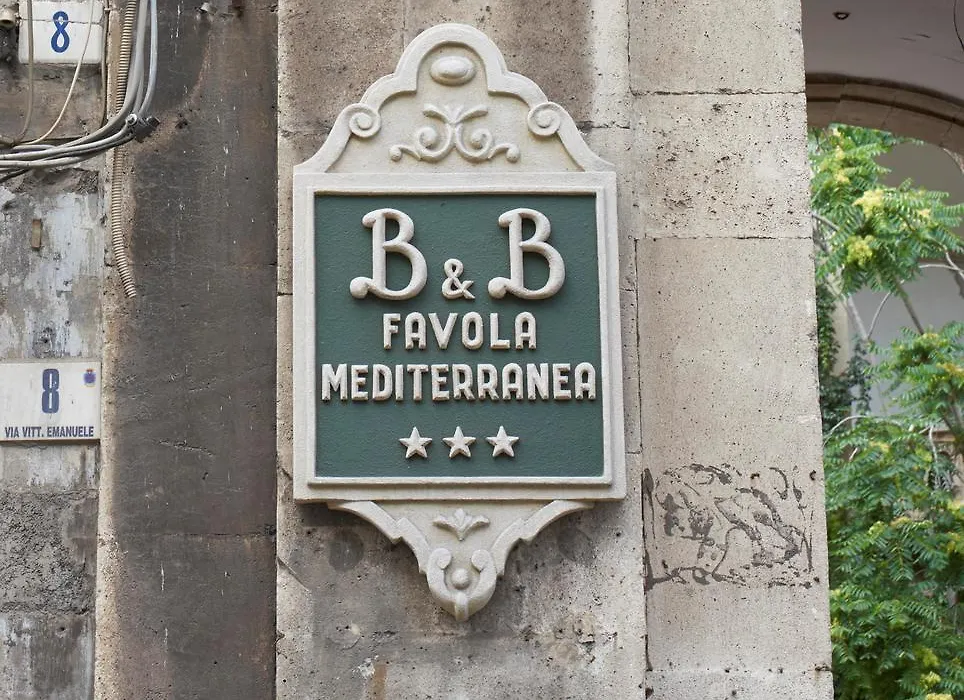 8
B & B
FAVOLA
MEDITERRANEA
8
VIA VITT. EMANUELE